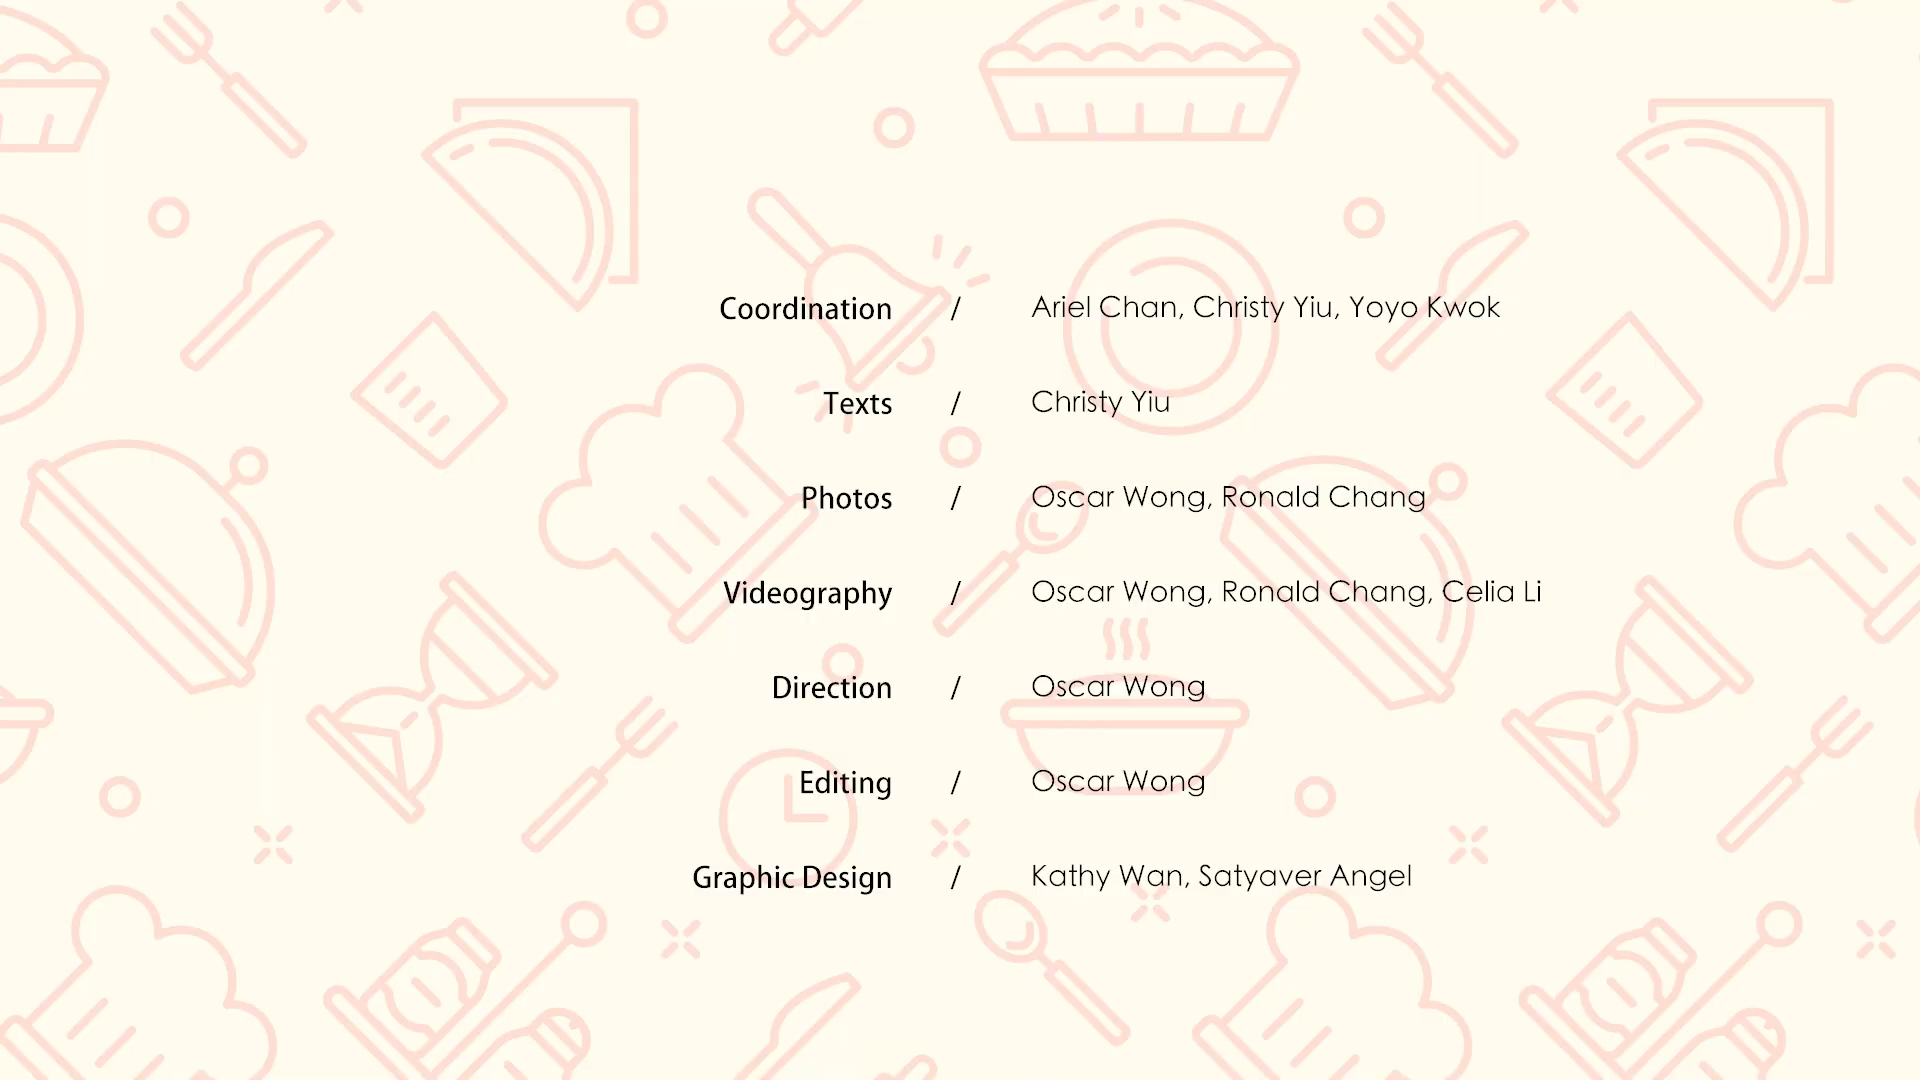 Coordination / Ariel Chan, Christy Yiu, Yoyo Kwok
Texts / Christy Yiu
Photos / Oscar Wong, Ronald Chang
Videography / Oscar Wong, Ronald Chang, Celia Li
Direction / Oscar Wong
Editing / Oscar Wong
Graphic Design / Kathy Wan, Satyaver Angel